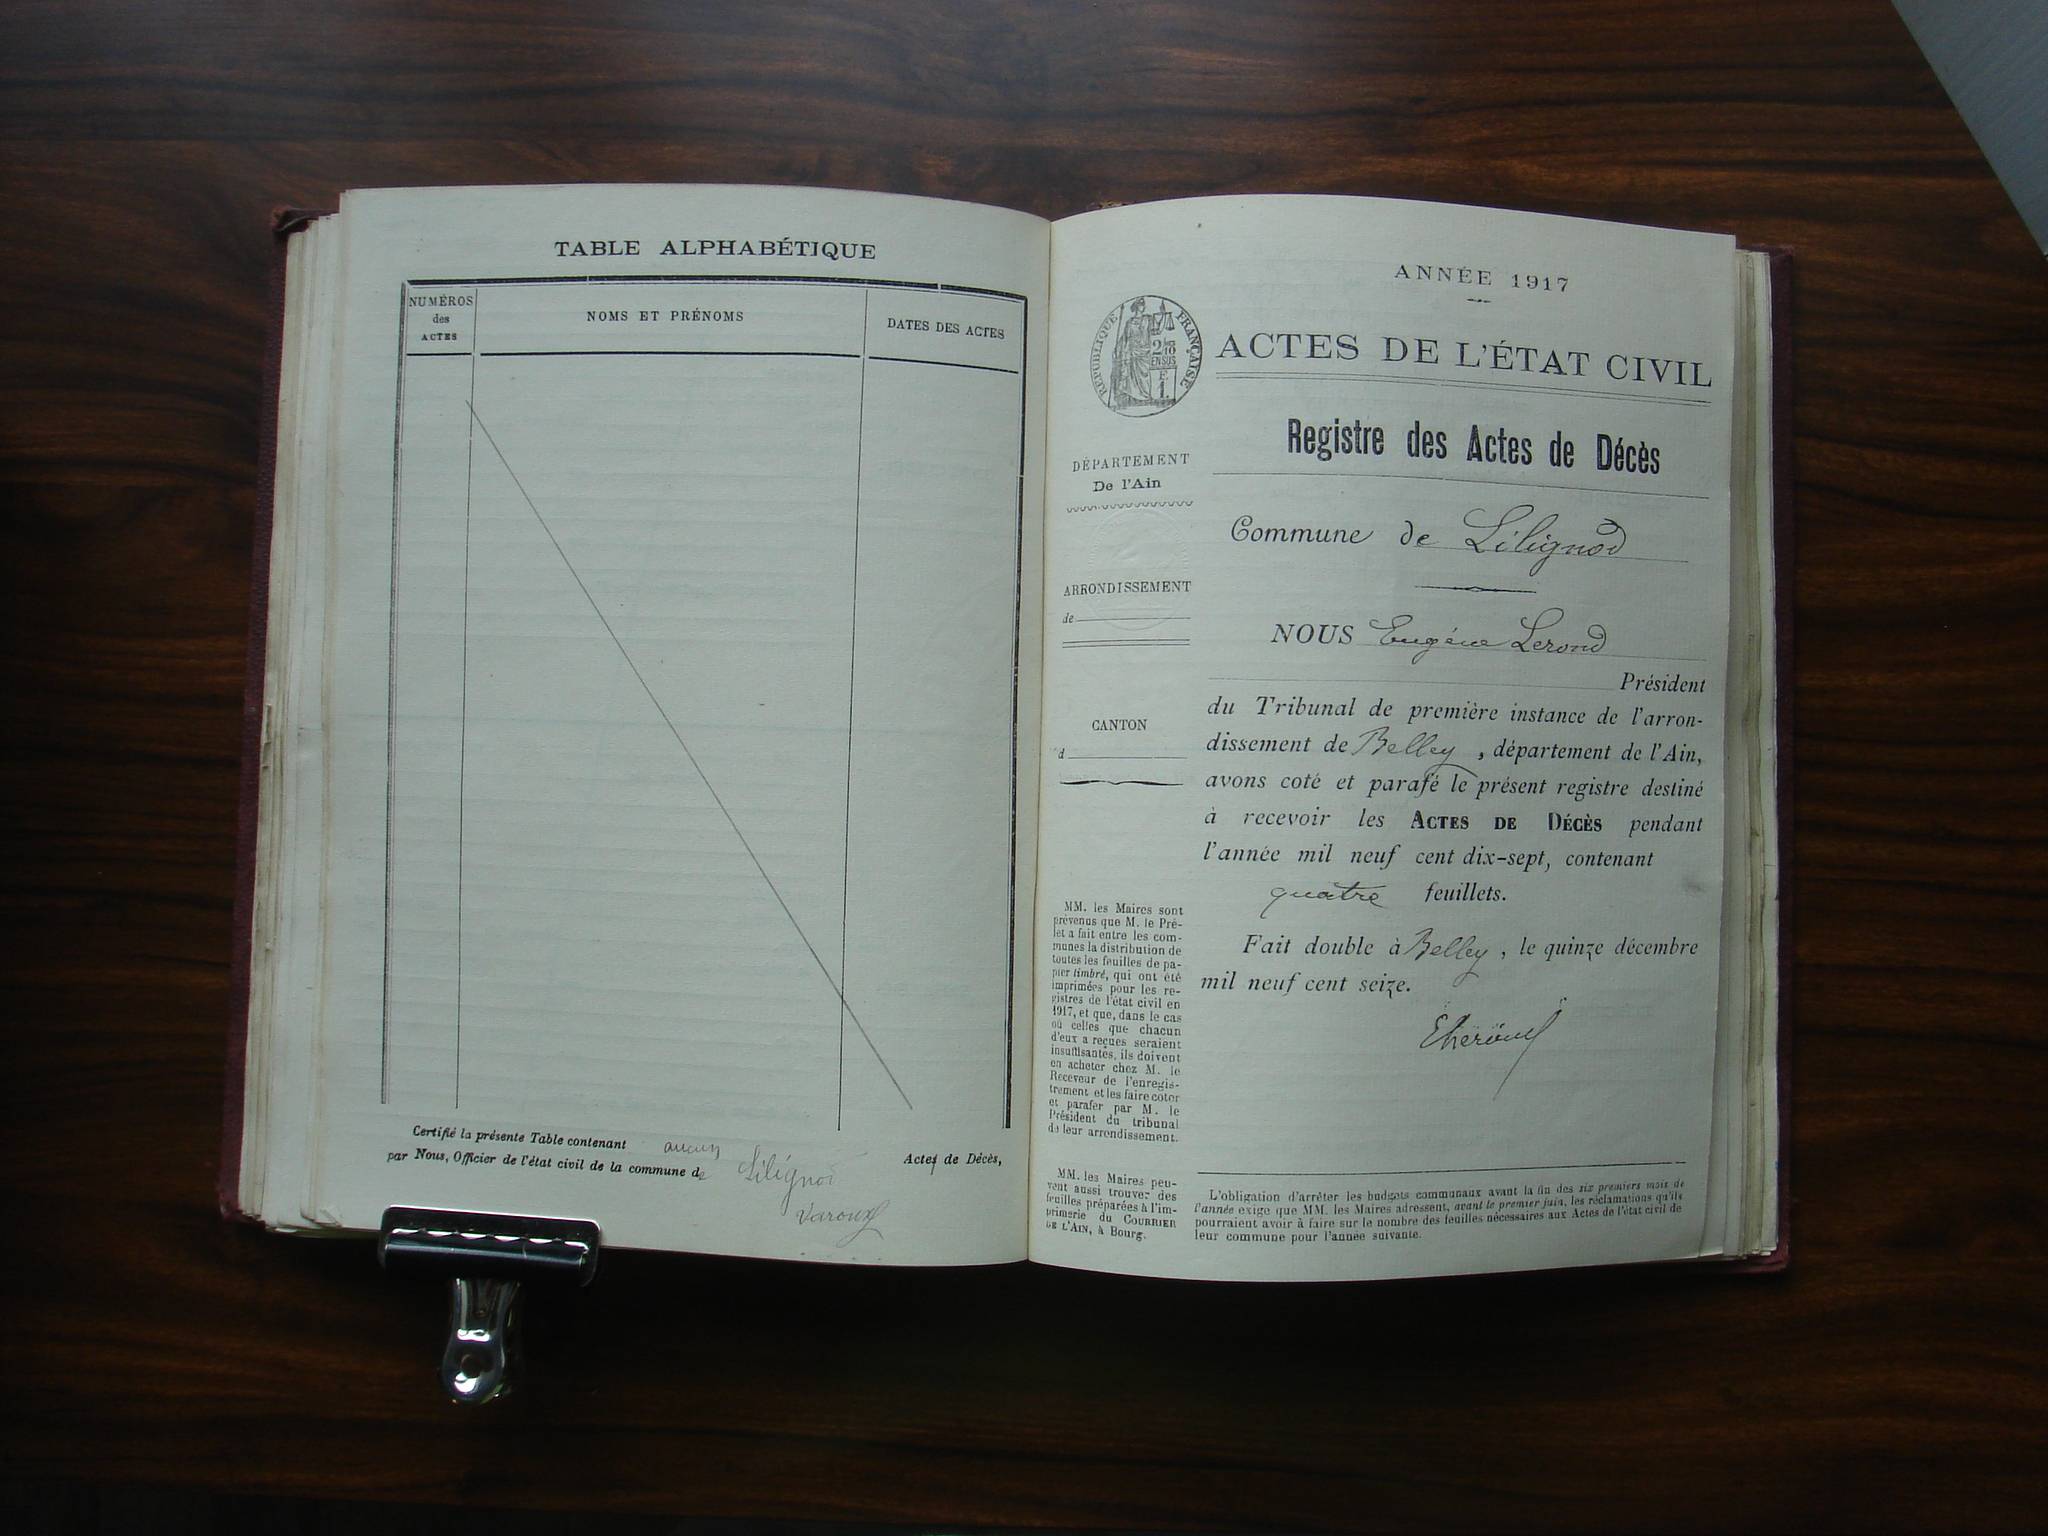 TABLE ALPHABÉTIQUE
NUMÉROS
des
ACTES
NOMS ET PRÉNOMS
DATES DES ACTES
Certifié la présente Table contenant aucun Actes de Décès,
par Nous, Officier de l'état civil de la commune de Lilignod
Varoux
ANNÉE 1917
RÉPUBLIQUE FRANÇAISE
2/10
EN SUS
F.
1.
ACTES DE L'ÉTAT CIVIL
Registre des Actes de Décès
DÉPARTEMENT
De l'Ain
ARRONDISSEMENT
de
CANTON
d
MM. les Maires sont
prévenus que M. le Pré-
fet a fait entre les com-
munes la distribution de
toutes les feuilles de pa-
pier timbré, qui ont été
imprimées pour les re-
gistres de l'état civil en
1917, et que, dans le cas
où celles que chacun
d'eux a reçues seraient
insuffisantes, ils doivent
en acheter chez M. le
Receveur de l'enregis-
trement et les faire coter
et parafer par M. le
Président du tribunal
de leur arrondissement.
MM. les Maires peu-
vent aussi trouver des
feuilles préparées à l'im-
primerie du COURRIER
DE L'AIN, à Bourg.
Commune de Lilignod
NOUS Eugène Lerond
Président
du Tribunal de première instance de l'arron-
dissement de Belley, département de l'Ain,
avons coté et parafé le présent registre destiné
à recevoir les ACTES DE DÉCÈS pendant
l'année mil neuf cent dix-sept, contenant
quatre feuillets.
Fait double à Belley, le quinze décembre
mil neuf cent seize.
L'obligation d'arrêter les budgets communaux avant la fin des six premiers mois de
l'année exige que MM. les Maires adressent, avant le premier juin, les réclamations qu'ils
pourraient avoir à faire sur le nombre des feuilles nécessaires aux Actes de l'état civil de
leur commune pour l'année suivante.